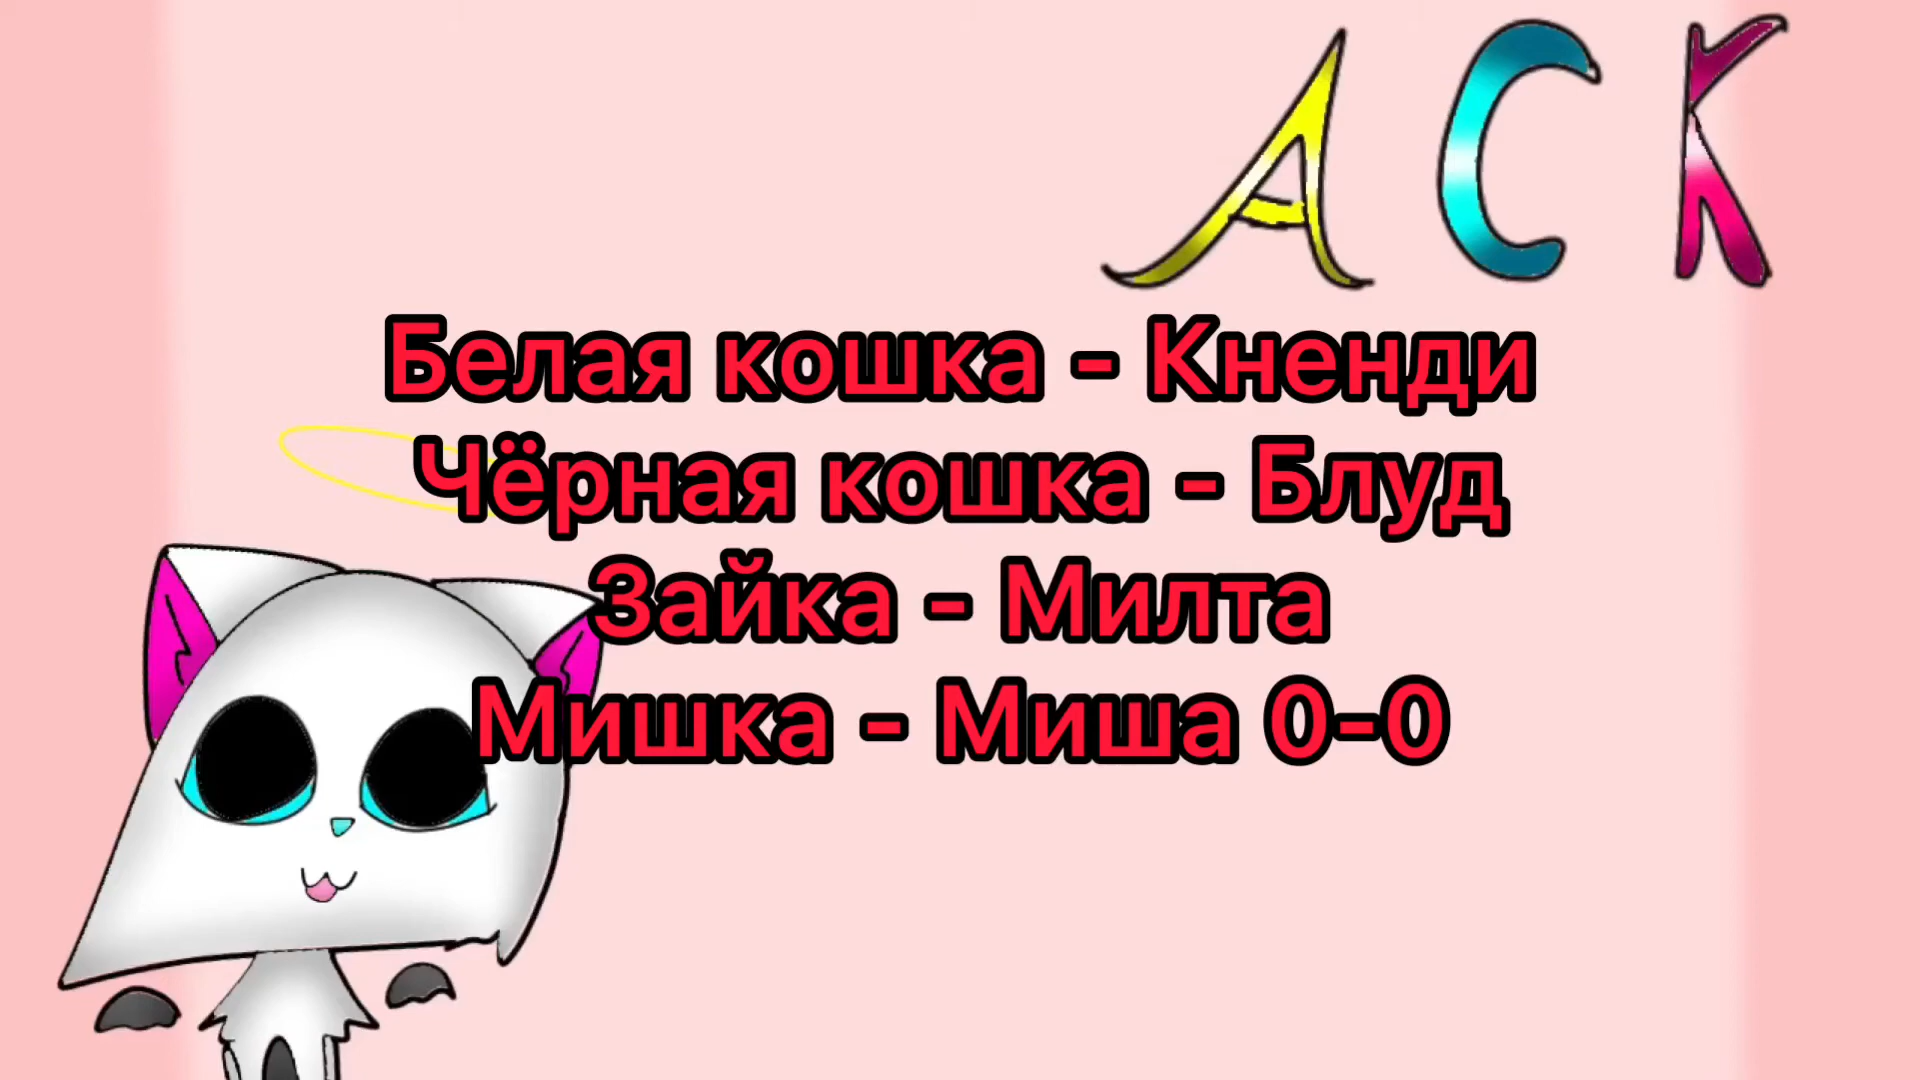 АСК
Белая кошка - Кненди
Чёрная кошка - Блуд
Зайка - Милта
Мишка - Миша 0-0